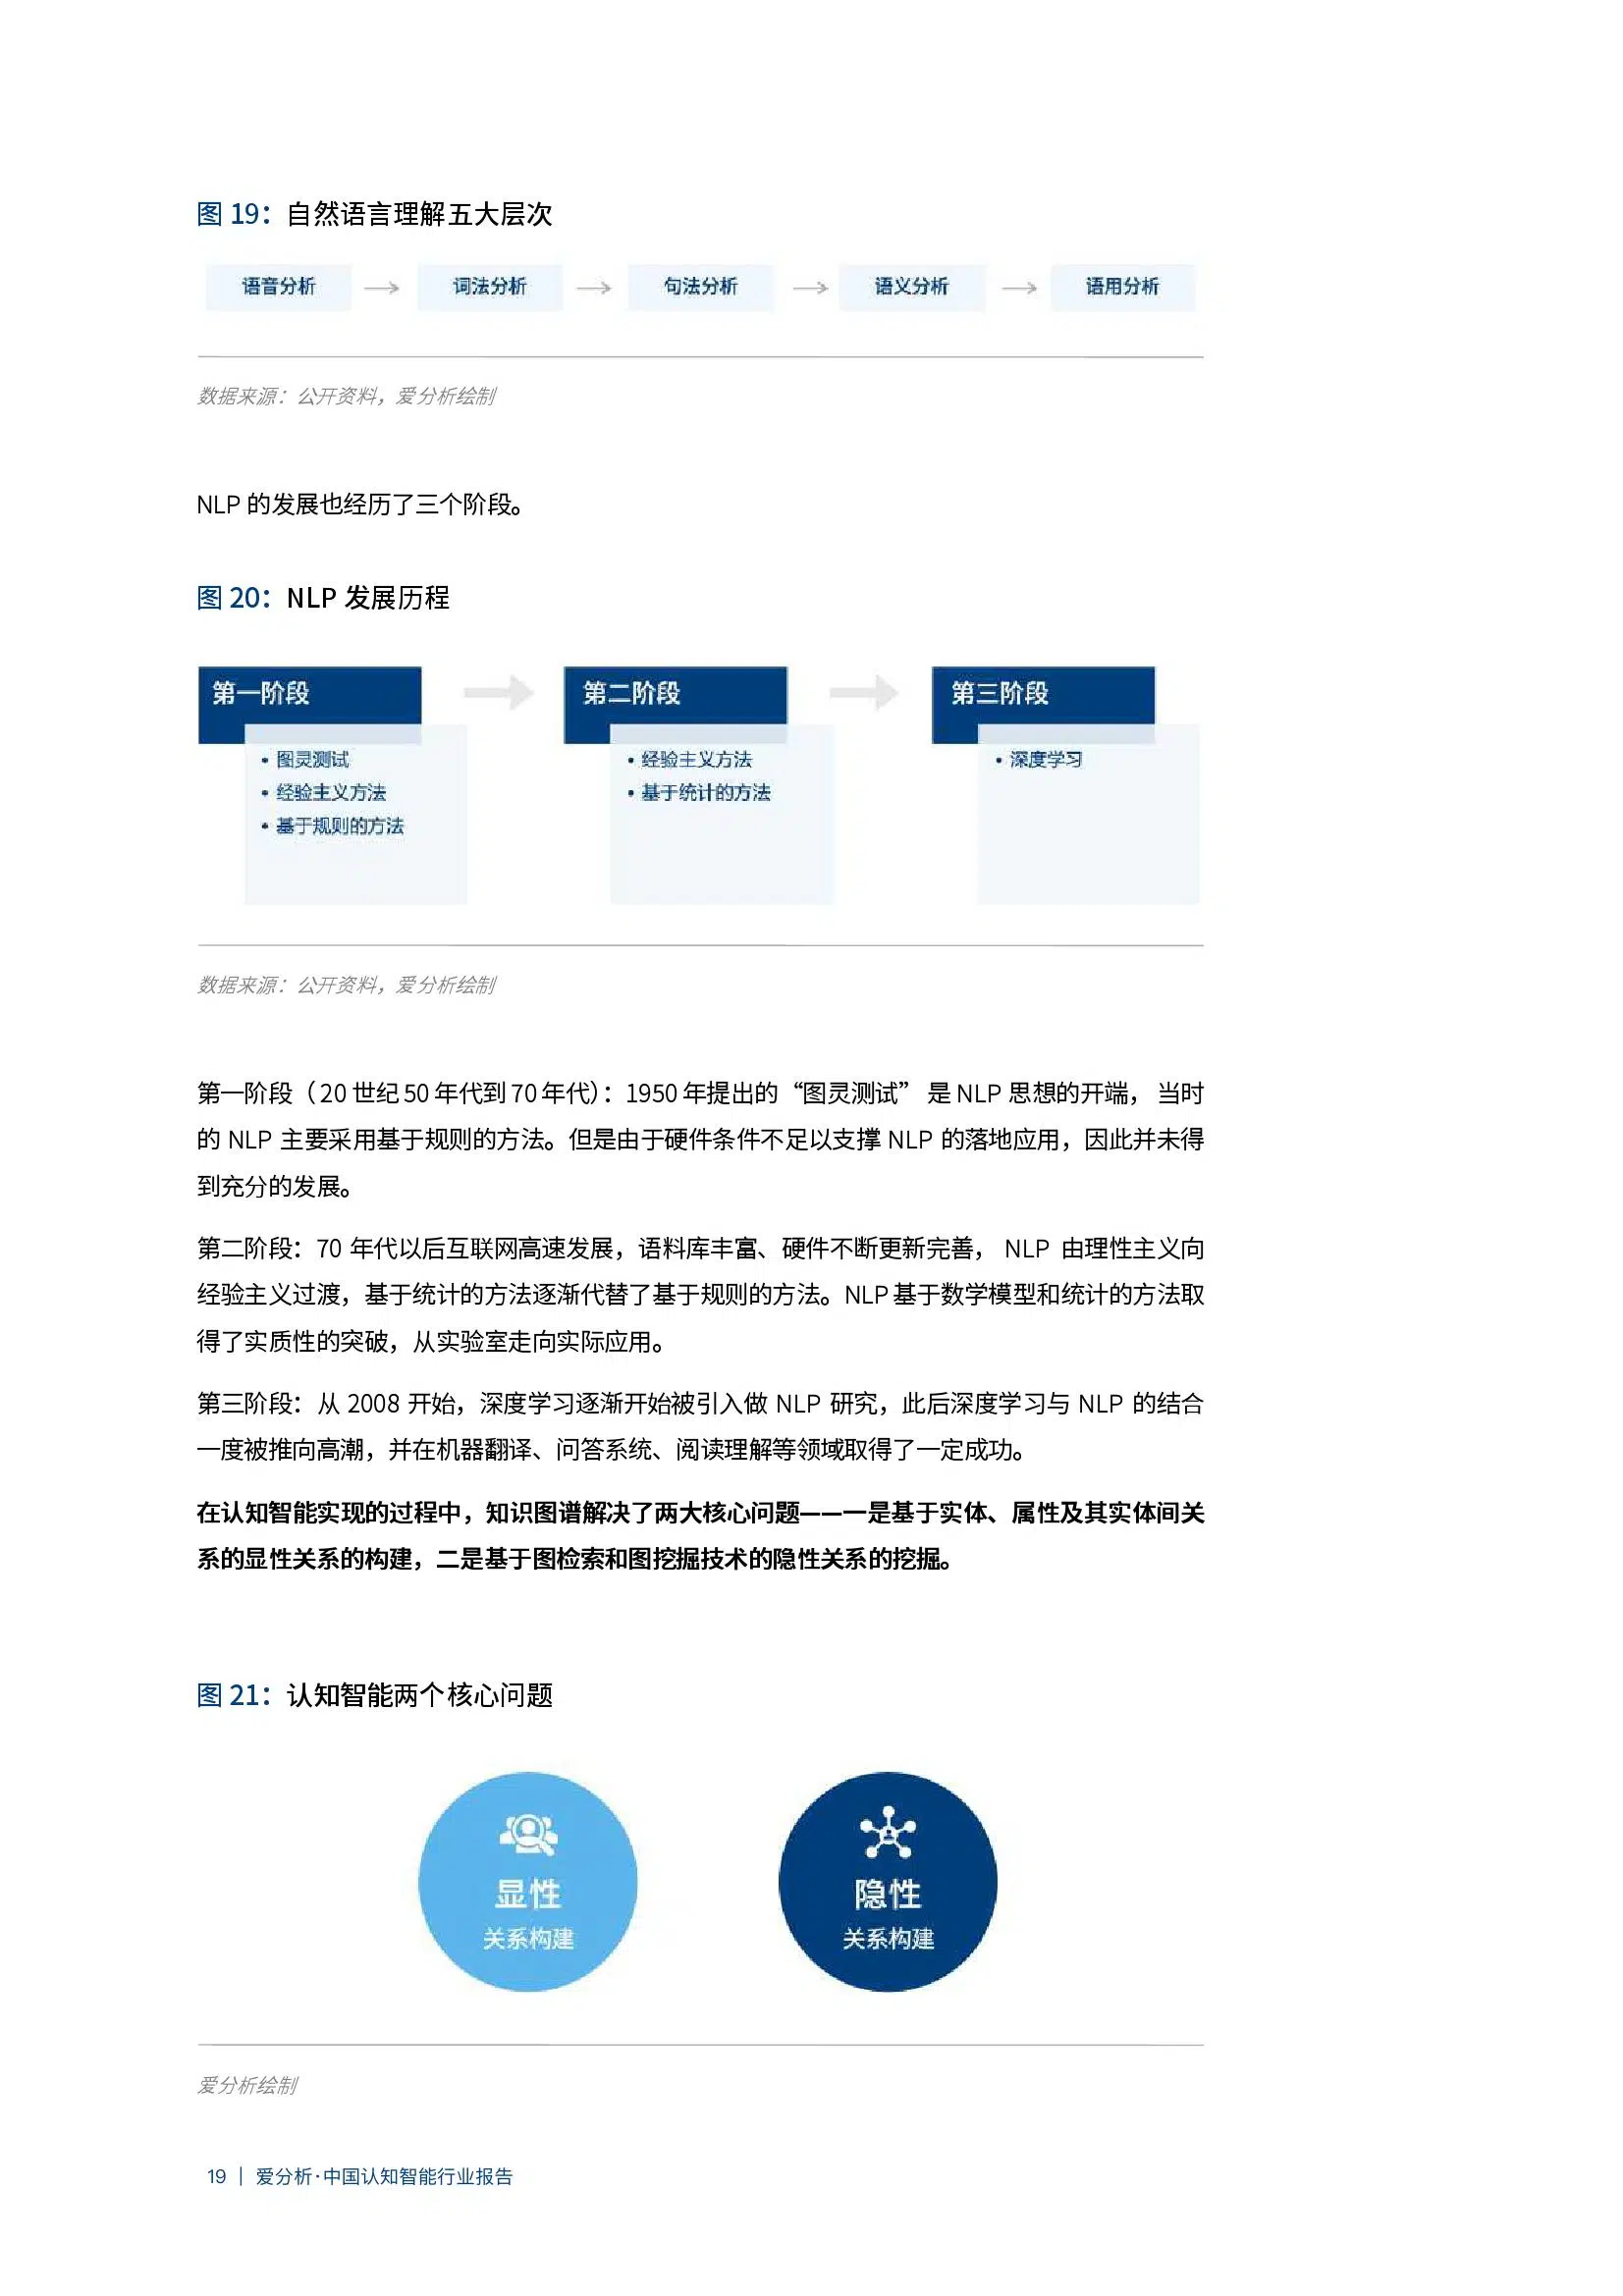 图 19：自然语言理解五大层次
语音分析 → 词法分析 → 句法分析 → 语义分析 → 语用分析
数据来源：公开资料，爱分析绘制
NLP 的发展也经历了三个阶段。
图 20：NLP 发展历程
第一阶段
• 图灵测试
• 经验主义方法
• 基于规则的方法
第二阶段
• 经验主义方法
• 基于统计的方法
第三阶段
• 深度学习
数据来源：公开资料，爱分析绘制
第一阶段（20 世纪 50 年代到 70 年代）：1950 年提出的“图灵测试” 是 NLP 思想的开端， 当时
的 NLP 主要采用基于规则的方法。但是由于硬件条件不足以支撑 NLP 的落地应用，因此并未得
到充分的发展。
第二阶段：70 年代以后互联网高速发展，语料库丰富、硬件不断更新完善， NLP 由理性主义向
经验主义过渡，基于统计的方法逐渐代替了基于规则的方法。NLP 基于数学模型和统计的方法取
得了实质性的突破，从实验室走向实际应用。
第三阶段：从 2008 开始，深度学习逐渐开始被引入做 NLP 研究，此后深度学习与 NLP 的结合
一度被推向高潮，并在机器翻译、问答系统、阅读理解等领域取得了一定成功。
在认知智能实现的过程中，知识图谱解决了两大核心问题——一是基于实体、属性及其实体间关
系的显性关系的构建，二是基于图检索和图挖掘技术的隐性关系的挖掘。
图 21：认知智能两个核心问题
显性
关系构建
隐性
关系构建
爱分析绘制
19 | 爱分析·中国认知智能行业报告